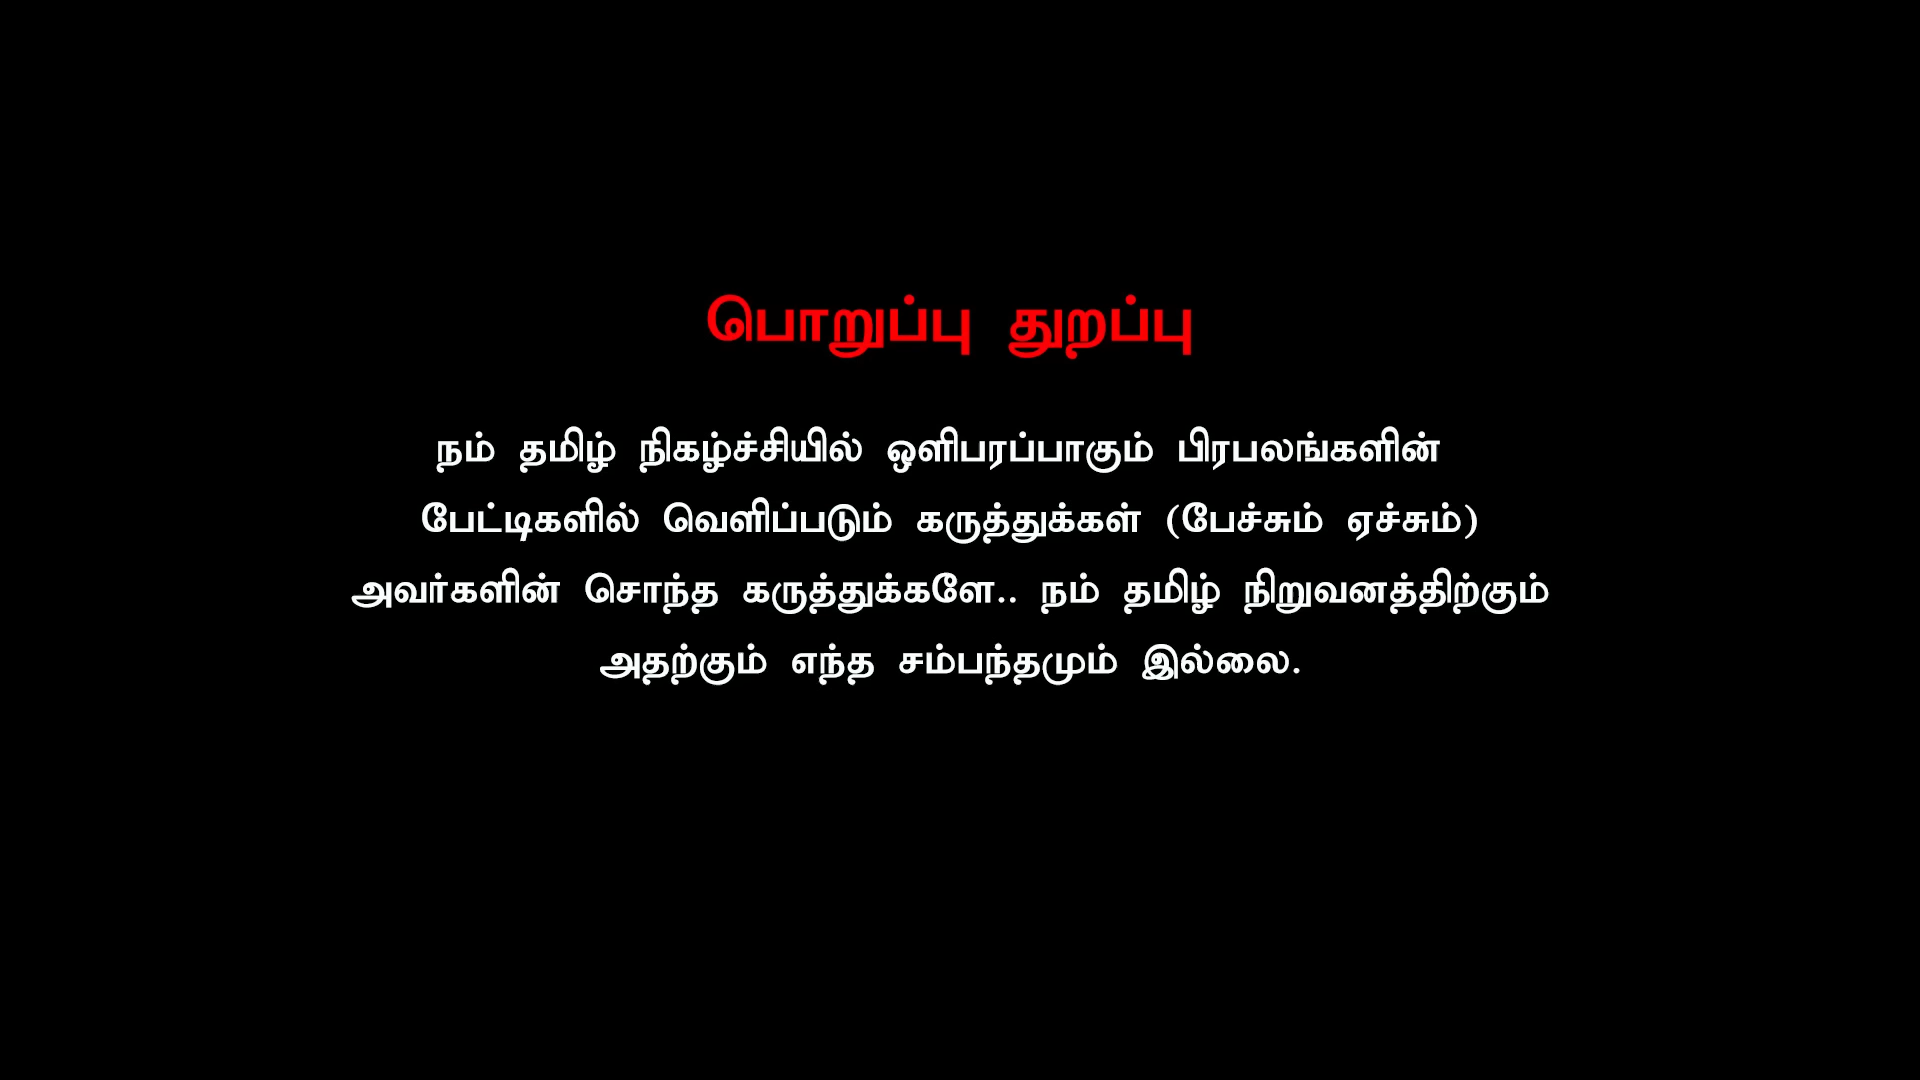 பொறுப்பு துறப்பு
நம் தமிழ் நிகழ்ச்சியில் ஒளிபரப்பாகும் பிரபலங்களின்
பேட்டிகளில் வெளிப்படும் கருத்துக்கள் (பேச்சும் ஏச்சும்)
அவர்களின் சொந்த கருத்துக்களே.. நம் தமிழ் நிறுவனத்திற்கும்
அதற்கும் எந்த சம்பந்தமும் இல்லை.